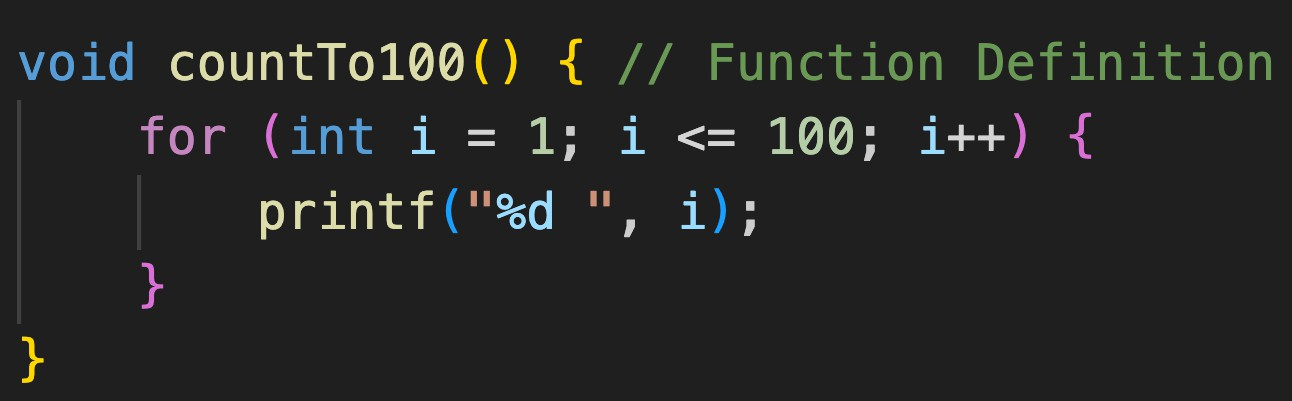 void countTo100() { // Function Definition
    for (int i = 1; i <= 100; i++) {
        printf("%d ", i);
    }
}